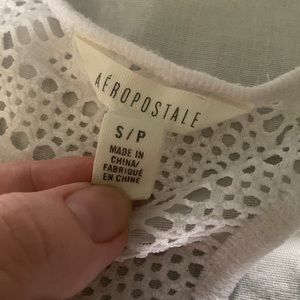 AÉROPOSTALE
S/P
MADE IN
CHINA/
FABRIQUÉ
EN CHINE